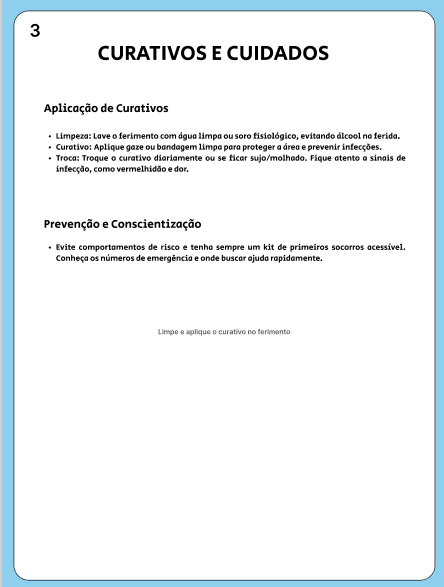 3
CURATIVOS E CUIDADOS
Aplicação de Curativos
• Limpeza: Lave o ferimento com água limpa ou soro fisiológico, evitando álcool na ferida.
• Curativo: Aplique gaze ou bandagem limpa para proteger a área e prevenir infecções.
• Troca: Troque o curativo diariamente ou se ficar sujo/molhado. Fique atento a sinais de
infecção, como vermelhidão e dor.
Prevenção e Conscientização
• Evite comportamentos de risco e tenha sempre um kit de primeiros socorros acessível.
Conheça os números de emergência e onde buscar ajuda rapidamente.
Limpe e aplique o curativo no ferimento